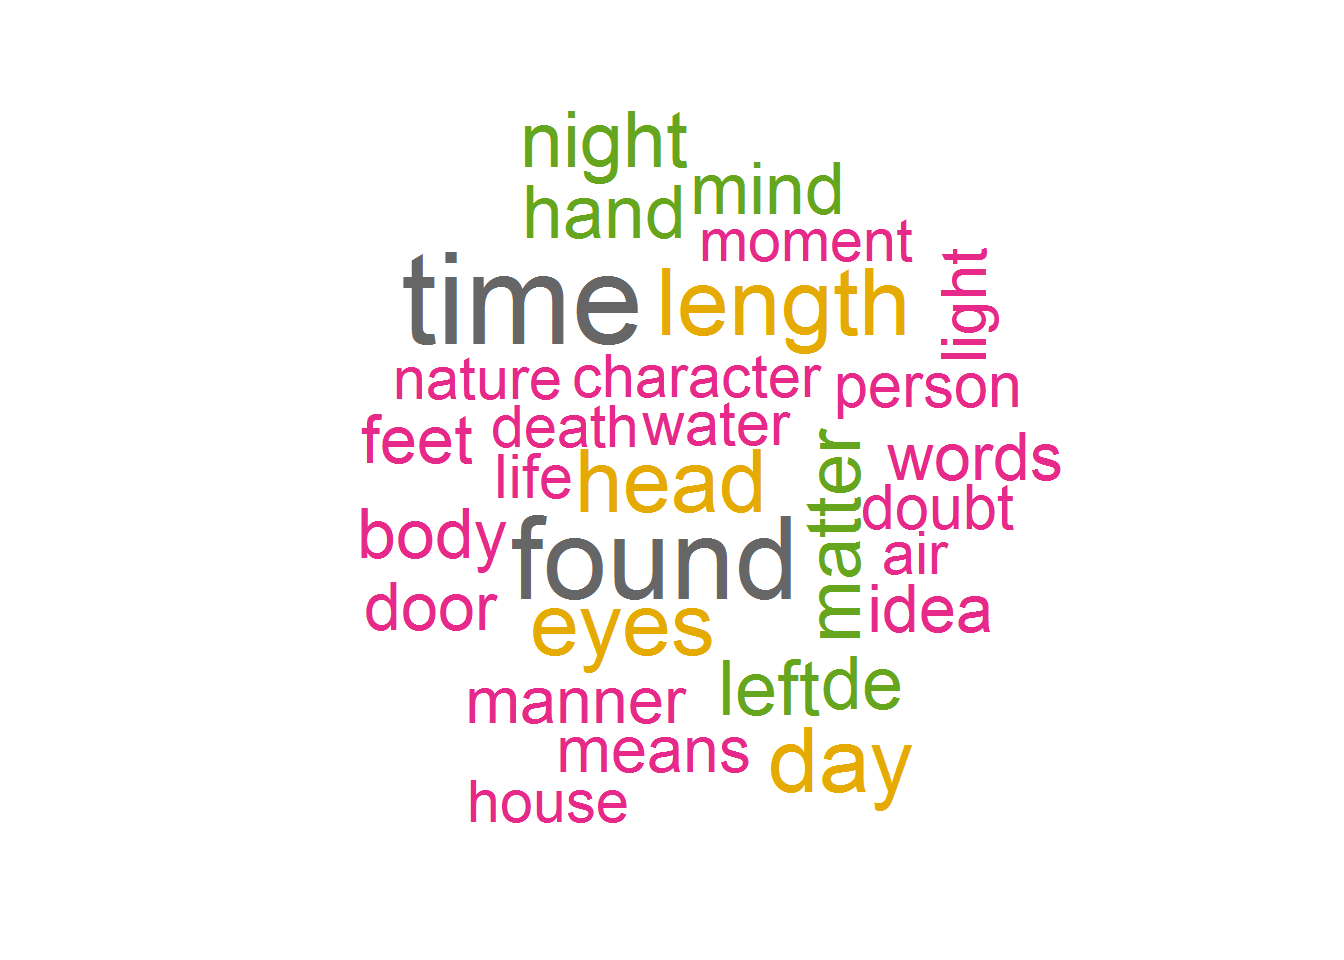 night
mind
hand
moment
time length
light
nature character person
feet death water
words
life head
matter
doubt
body found
air
door eyes
idea
left de
manner
means day
house